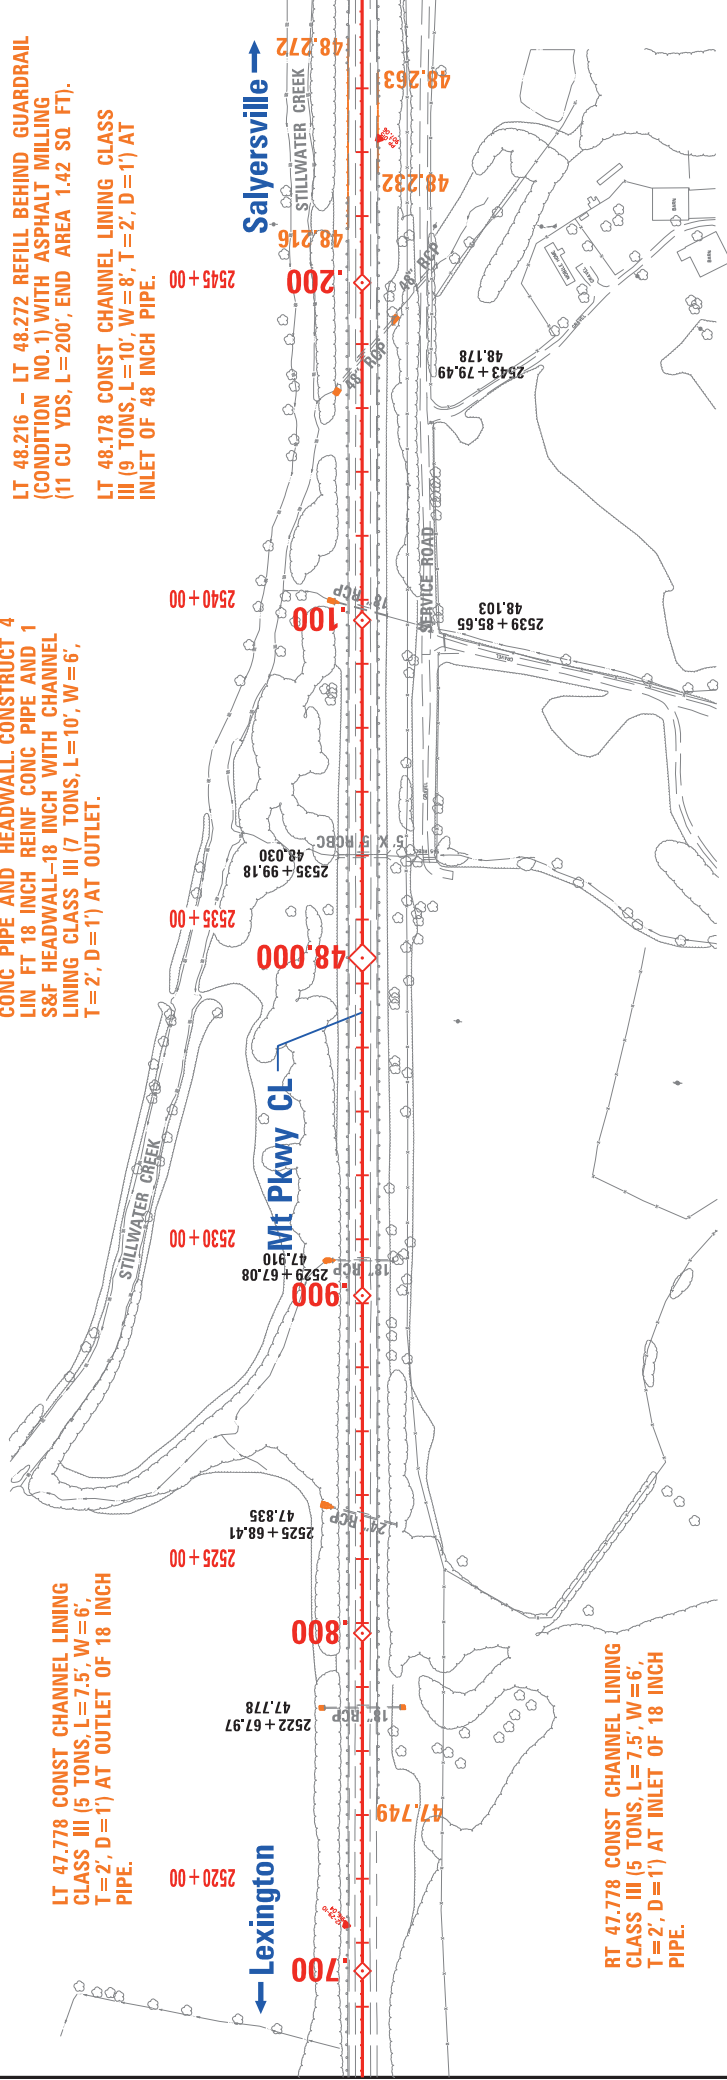 LT 48.216 – LT 48.272 REFILL BEHIND GUARDRAIL
(CONDITION NO. 1) WITH ASPHALT MILLING
(11 CU YDS, L=200', END AREA 1.42 SQ FT).
LT 48.178 CONST CHANNEL LINING CLASS
III (9 TONS, L=10', W=8', T=2', D=1') AT
INLET OF 48 INCH PIPE.
CONC PIPE AND HEADWALL. CONSTRUCT 4
LIN FT 18 INCH REINF CONC PIPE AND 1
S&F HEADWALL–18 INCH WITH CHANNEL
LINING CLASS III (7 TONS, L=10', W=6',
T=2', D=1') AT OUTLET.
LT 47.778 CONST CHANNEL LINING
CLASS III (5 TONS, L=7.5', W=6',
T=2', D=1') AT OUTLET OF 18 INCH
PIPE.
RT 47.778 CONST CHANNEL LINING
CLASS III (5 TONS, L=7.5', W=6',
T=2', D=1') AT INLET OF 18 INCH
PIPE.
Salyersville
STILLWATER CREEK
48.272
48.263
48.232
48.216
2545+00
.200
48" RCP
48" RCP
2543+79.49
48.178
MOBILE HOME
GRAVEL
GRAVEL
BARN
BARN
2540+00
.100
18" RCP
SERVICE ROAD
2539+85.65
48.103
GRAVEL
GRAVEL
5' X 5' RCBC
2535+99.18
48.030
2535+00
48.000
Mt Pkwy CL
STILLWATER CREEK
2530+00
2529+67.08
47.910
18" RCP
.900
2525+68.41
47.835
24" RCP
2525+00
.800
2522+67.97
47.778
18" RCP
47.749
2520+00
Lexington
.700